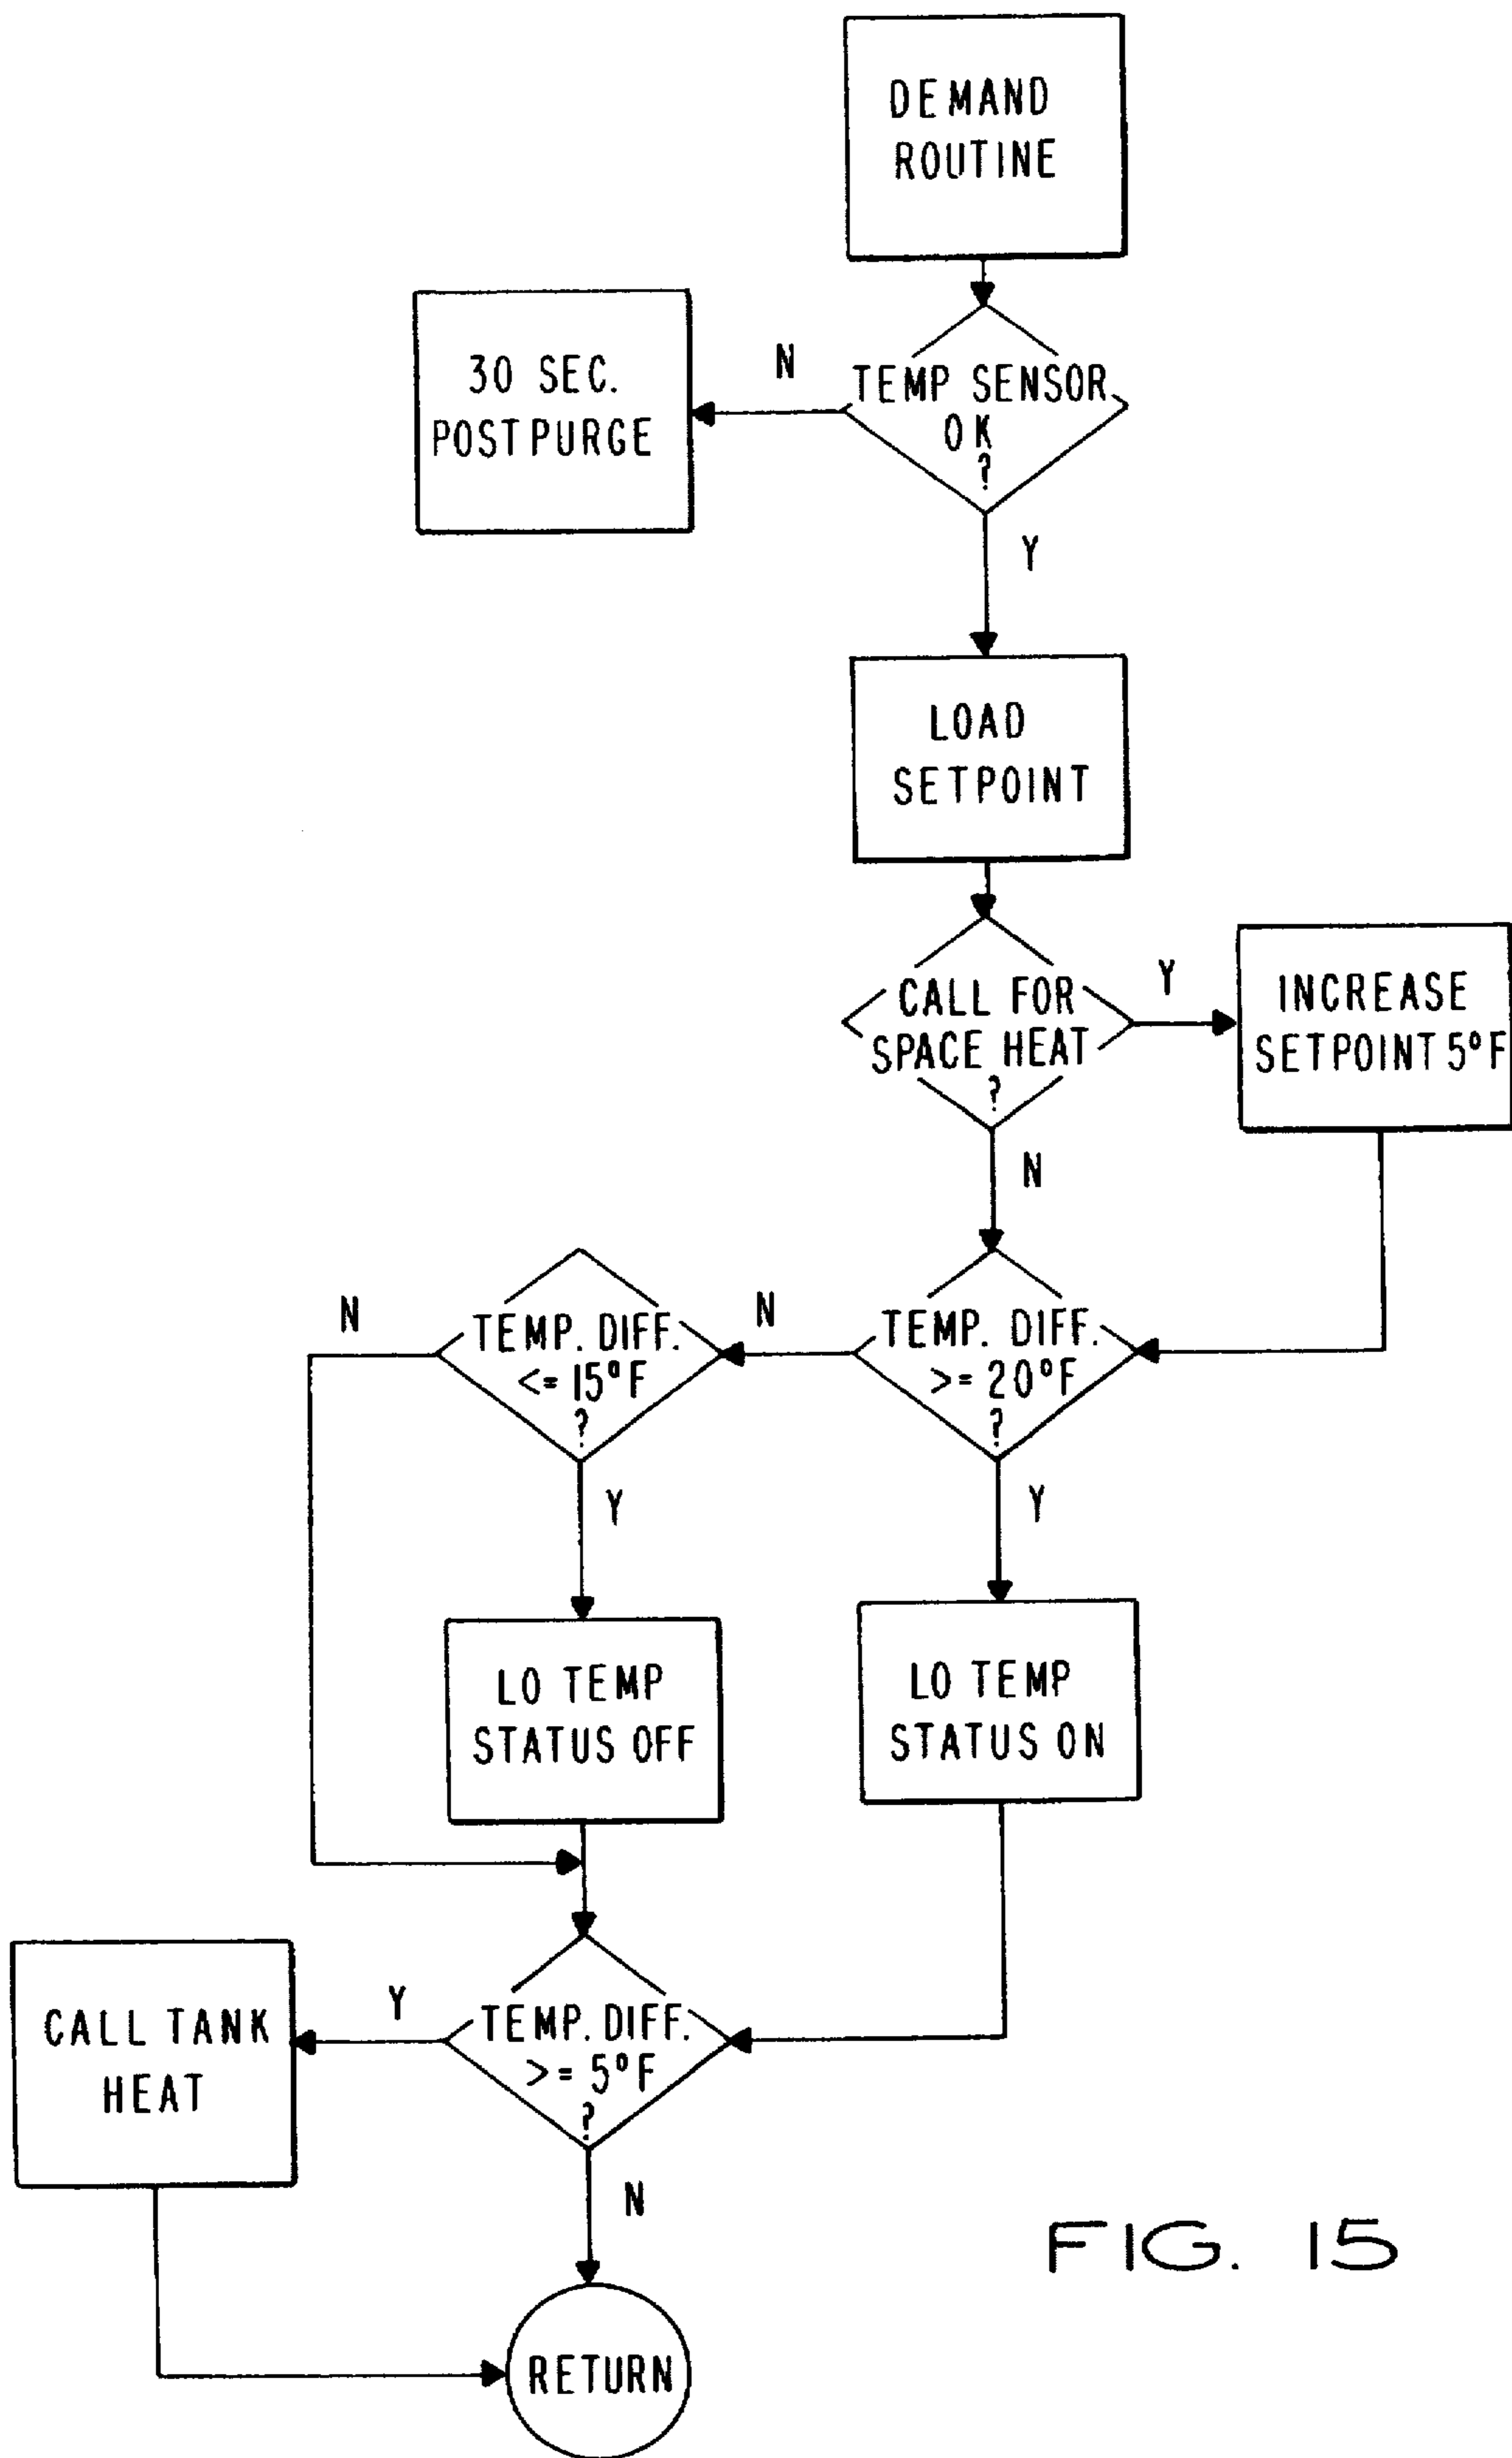 DEMAND
ROUTINE
30 SEC.
POSTPURGE
N
TEMP SENSOR
OK
?
Y
LOAD
SETPOINT
CALL FOR
SPACE HEAT
?
Y
INCREASE
SETPOINT 5°F
N
N
TEMP. DIFF.
<= 15°F
?
N
TEMP. DIFF.
>= 20°F
?
Y
Y
LO TEMP
STATUS OFF
LO TEMP
STATUS ON
CALL TANK
HEAT
Y
TEMP. DIFF.
>= 5°F
?
N
RETURN
FIG. 15